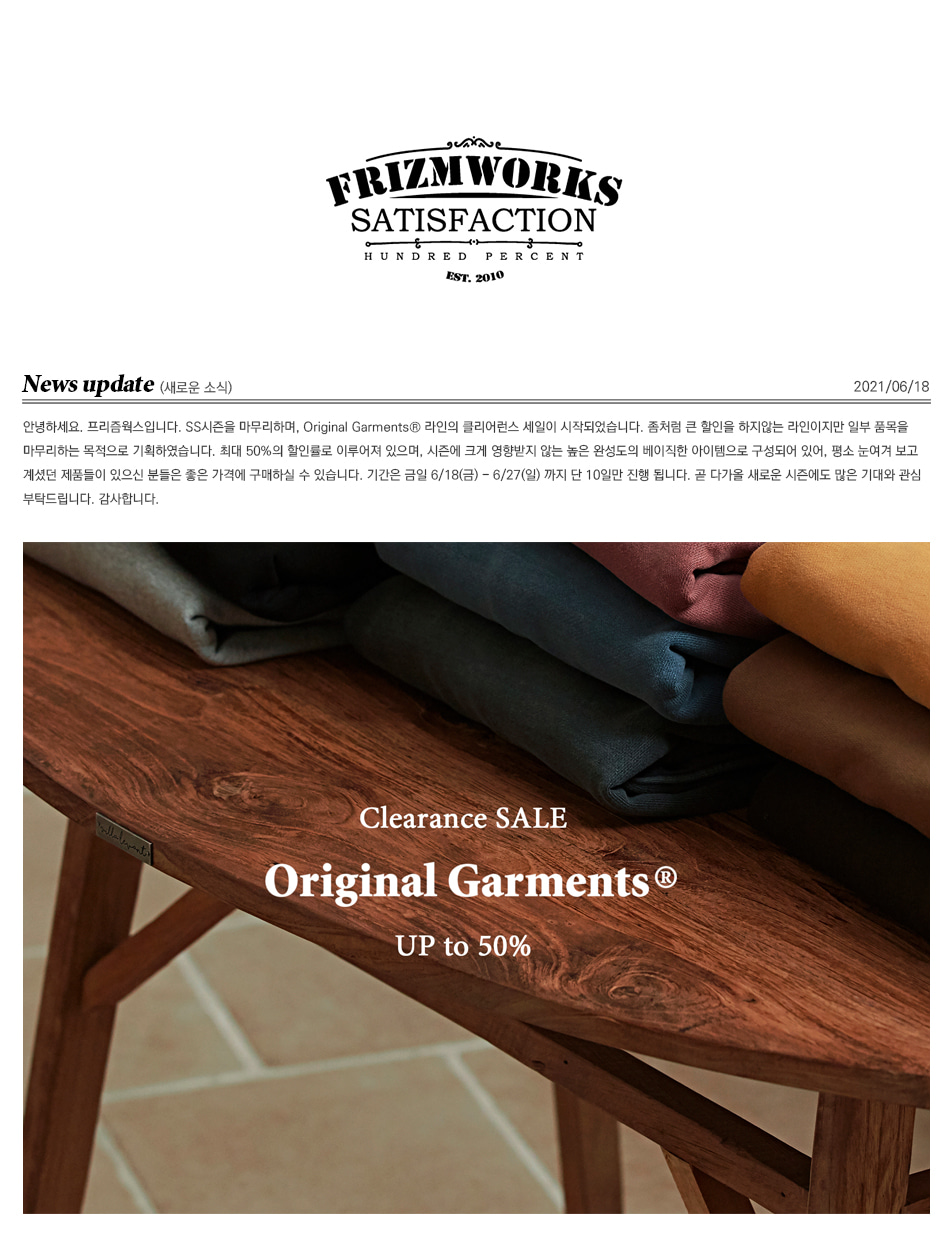 FRIZMWORKS
SATISFACTION
HUNDRED PERCENT
EST. 2010
News update (새로운 소식) 2021/06/18
안녕하세요. 프리즘웍스입니다. SS시즌을 마무리하며, Original Garments® 라인의 클리어런스 세일이 시작되었습니다. 좀처럼 큰 할인을 하지않는 라인이지만 일부 품목을
마무리하는 목적으로 기획하였습니다. 최대 50%의 할인률로 이루어져 있으며, 시즌에 크게 영향받지 않는 높은 완성도의 베이직한 아이템으로 구성되어 있어, 평소 눈여겨 보고
계셨던 제품들이 있으신 분들은 좋은 가격에 구매하실 수 있습니다. 기간은 금일 6/18(금) - 6/27(일) 까지 단 10일만 진행 됩니다. 곧 다가올 새로운 시즌에도 많은 기대와 관심
부탁드립니다. 감사합니다.
Clearance SALE
Original Garments®
UP to 50%